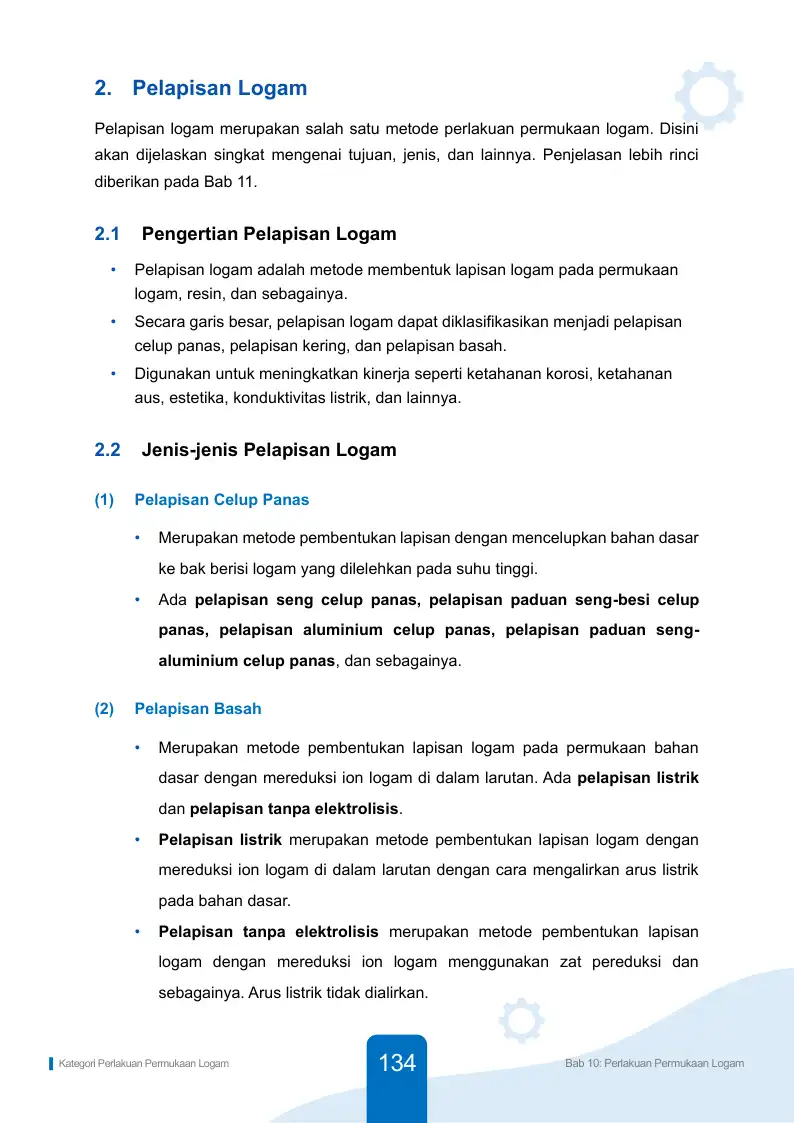 2. Pelapisan Logam
Pelapisan logam merupakan salah satu metode perlakuan permukaan logam. Disini
akan dijelaskan singkat mengenai tujuan, jenis, dan lainnya. Penjelasan lebih rinci
diberikan pada Bab 11.
2.1 Pengertian Pelapisan Logam
• Pelapisan logam adalah metode membentuk lapisan logam pada permukaan
logam, resin, dan sebagainya.
• Secara garis besar, pelapisan logam dapat diklasifikasikan menjadi pelapisan
celup panas, pelapisan kering, dan pelapisan basah.
• Digunakan untuk meningkatkan kinerja seperti ketahanan korosi, ketahanan
aus, estetika, konduktivitas listrik, dan lainnya.
2.2 Jenis-jenis Pelapisan Logam
(1) Pelapisan Celup Panas
• Merupakan metode pembentukan lapisan dengan mencelupkan bahan dasar
ke bak berisi logam yang dilelehkan pada suhu tinggi.
• Ada pelapisan seng celup panas, pelapisan paduan seng-besi celup
panas, pelapisan aluminium celup panas, pelapisan paduan seng-
aluminium celup panas, dan sebagainya.
(2) Pelapisan Basah
• Merupakan metode pembentukan lapisan logam pada permukaan bahan
dasar dengan mereduksi ion logam di dalam larutan. Ada pelapisan listrik
dan pelapisan tanpa elektrolisis.
• Pelapisan listrik merupakan metode pembentukan lapisan logam dengan
mereduksi ion logam di dalam larutan dengan cara mengalirkan arus listrik
pada bahan dasar.
• Pelapisan tanpa elektrolisis merupakan metode pembentukan lapisan
logam dengan mereduksi ion logam menggunakan zat pereduksi dan
sebagainya. Arus listrik tidak dialirkan.
Kategori Perlakuan Permukaan Logam
134
Bab 10: Perlakuan Permukaan Logam